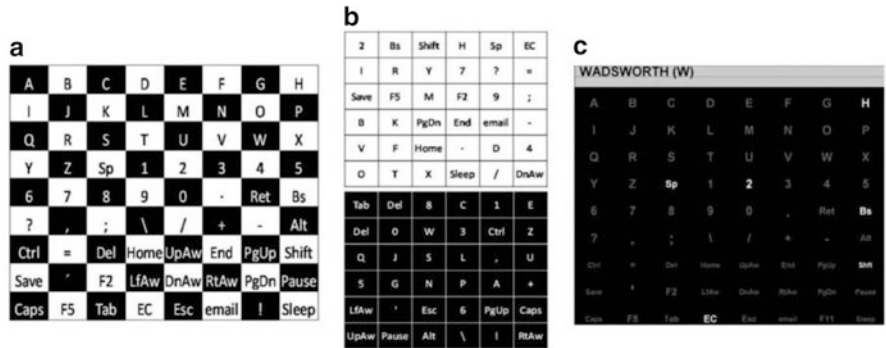 a
A B C D E F G H
I J K L M N O P
Q R S T U V W X
Y Z Sp 1 2 3 4 5
6 7 8 9 0 . Ret Bs
? , ; \ / + - Alt
Ctrl = Del Home UpAw End PgUp Shift
Save ' F2 LfAw DnAw RtAw PgDn Pause
Caps F5 Tab EC Esc email ! Sleep
b
2 Bs Shift H Sp EC
I R Y 7 ? =
Save F5 M F2 9 ;
B K PgDn End email -
V F Home . D 4
O T X Sleep / DnAw
Tab Del 8 C 1 E
Del 0 W 3 Ctrl Z
Q J S L , U
5 G N P A +
LfAw ' Esc 6 PgUp Caps
UpAw Pause Alt \ I RtAw
c
WADSWORTH (W)
A B C D E F G H
I J K L M N O P
Q R S T U V W X
Y Z Sp 1 2 3 4 5
6 7 8 9 0 . Ret Bs
? , ; \ / + - Alt
Ctrl = Del Home UpAw End PgUp Shft
Save ' F2 LfAw DnAw RtAw PgDn Pause
Caps F5 Tab EC Esc email F11 Sleep